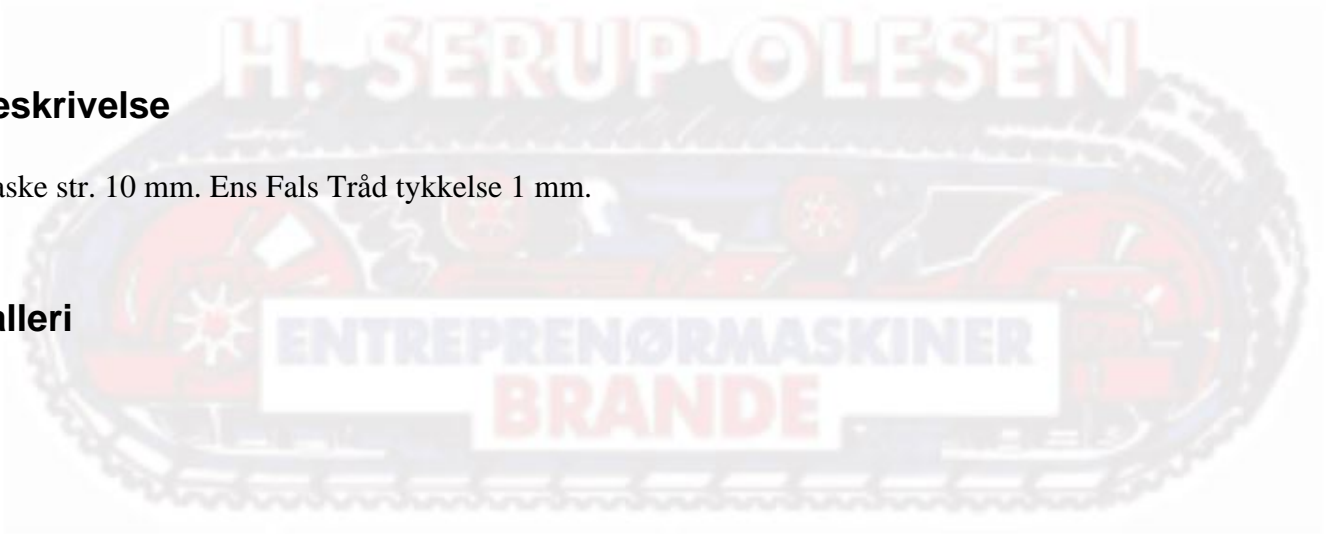 H. SERUP OLESEN
eskrivelse
aske str. 10 mm. Ens Fals Tråd tykkelse 1 mm.
alleri
ENTREPRENØRMASKINER
BRANDE